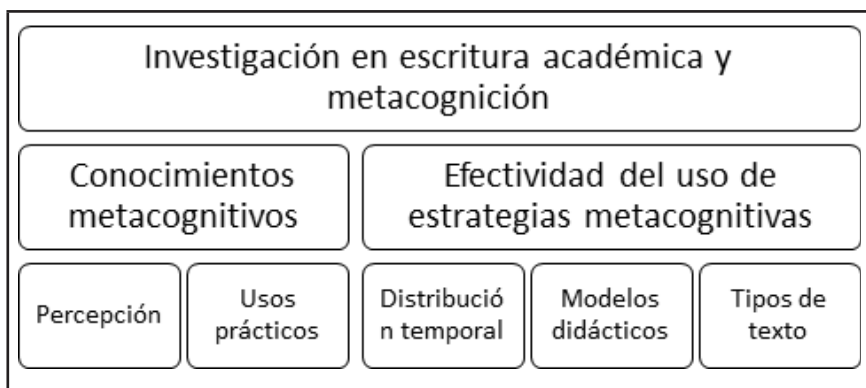 Investigación en escritura académica y
metacognición
Conocimientos
metacognitivos
Efectividad del uso de
estrategias metacognitivas
Percepción
Usos
prácticos
Distribució
n temporal
Modelos
didácticos
Tipos de
texto